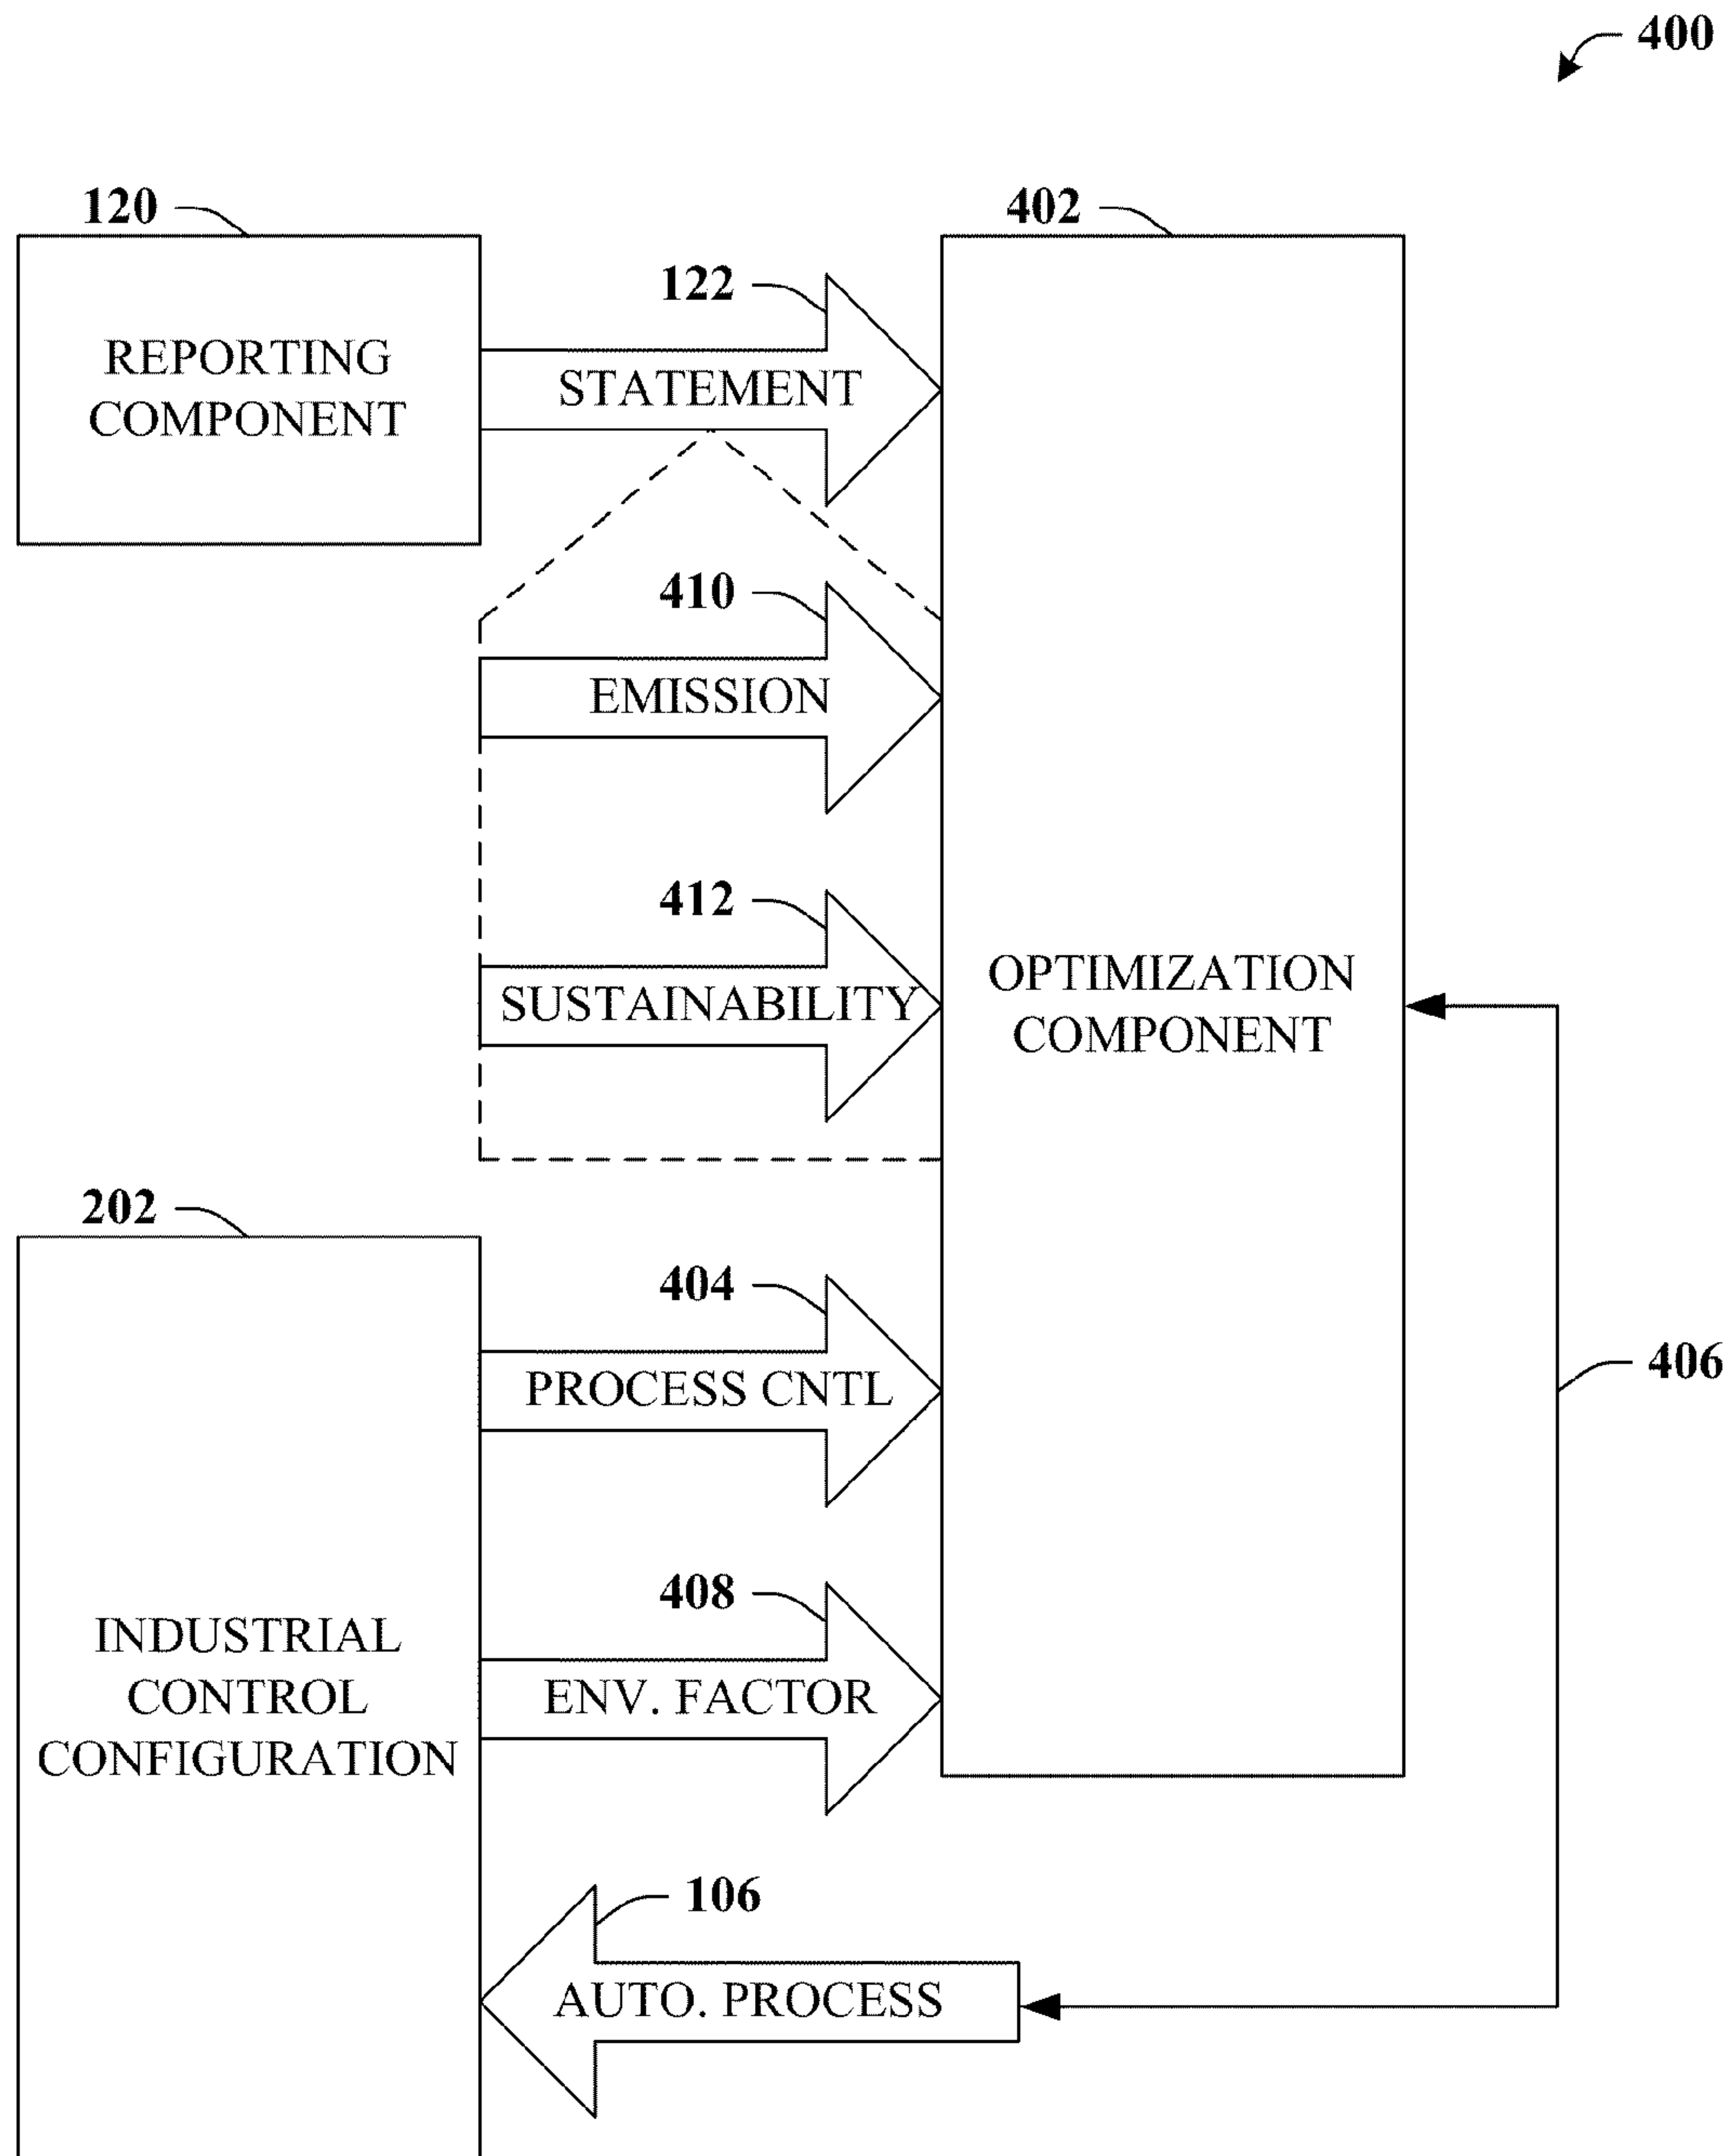 400
120
402
122
REPORTING
COMPONENT
STATEMENT
410
EMISSION
412
SUSTAINABILITY
OPTIMIZATION
COMPONENT
202
404
PROCESS CNTL
406
408
INDUSTRIAL
CONTROL
CONFIGURATION
ENV. FACTOR
106
AUTO. PROCESS